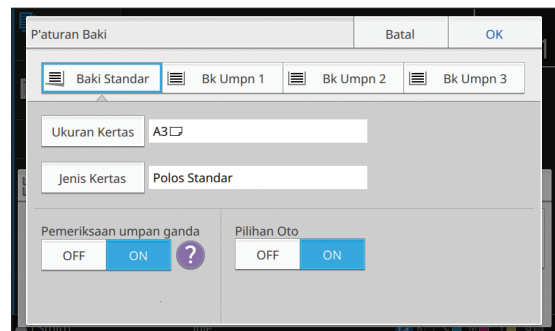 P'aturan Baki
Batal
OK
Baki Standar
Bk Umpn 1
Bk Umpn 2
Bk Umpn 3
Ukuran Kertas
A3
Jenis Kertas
Polos Standar
Pemeriksaan umpan ganda
OFF
ON
?
Pilihan Oto
OFF
ON